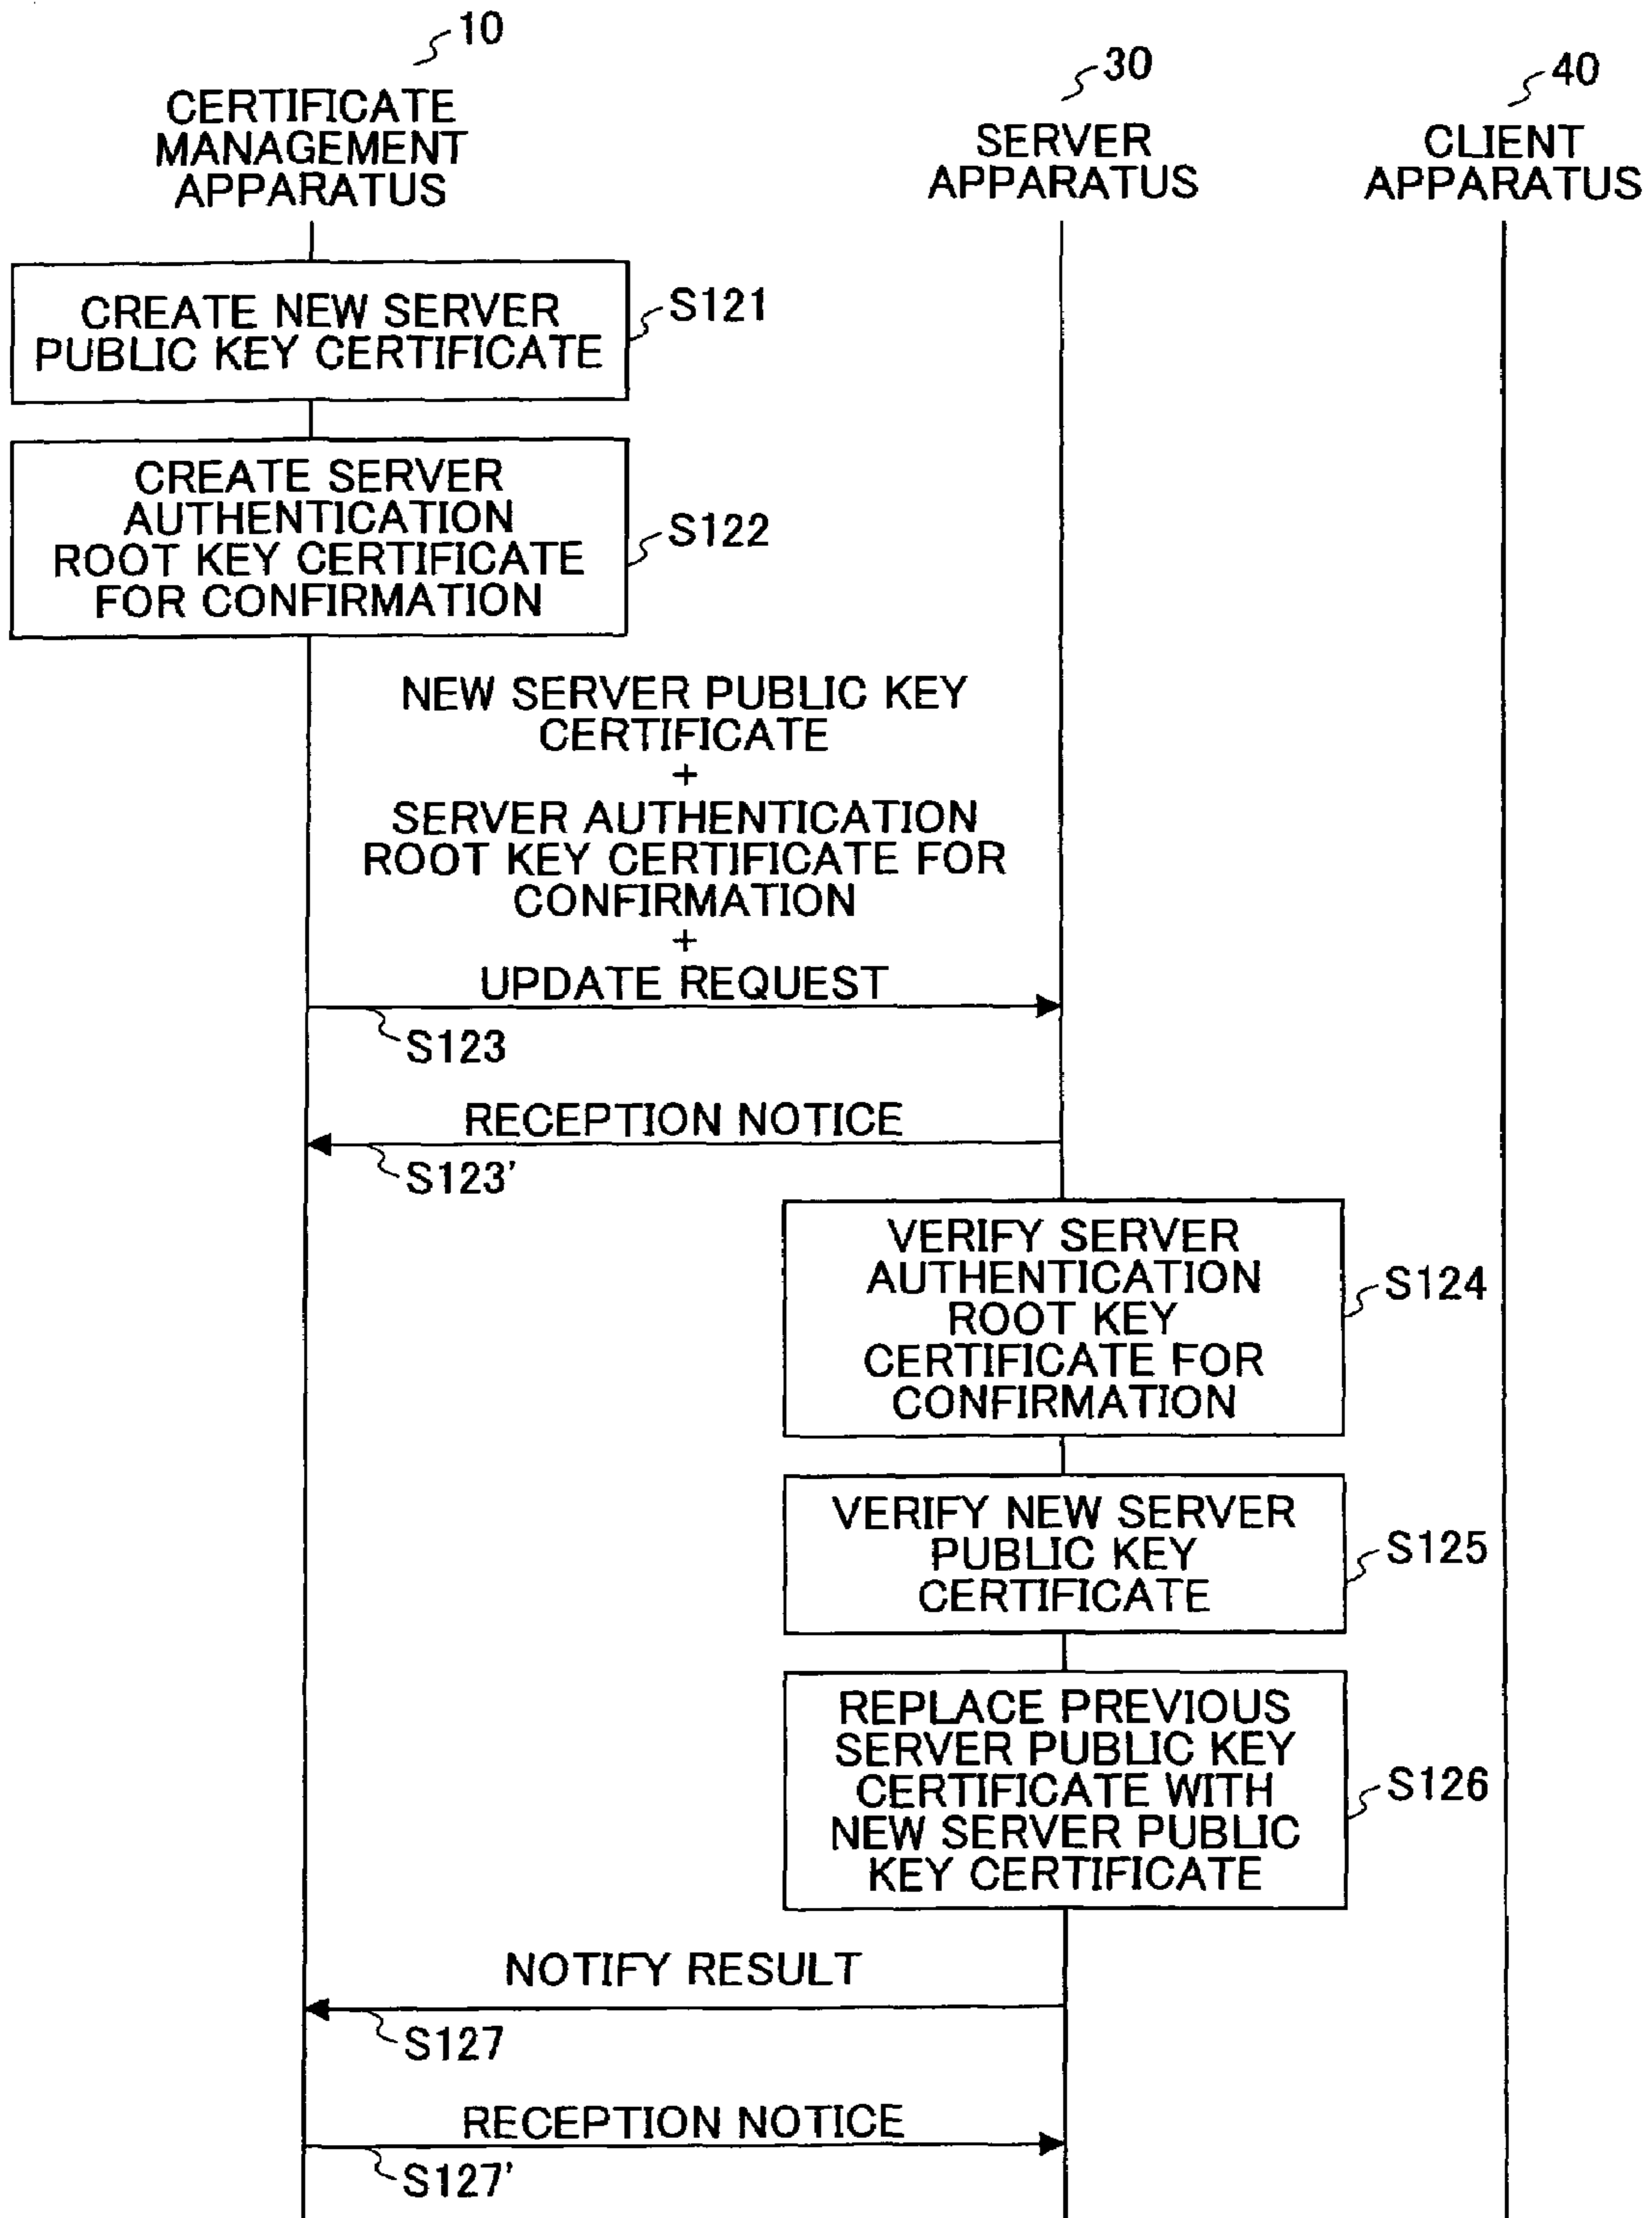 10
CERTIFICATE
MANAGEMENT
APPARATUS
30
SERVER
APPARATUS
40
CLIENT
APPARATUS
CREATE NEW SERVER
PUBLIC KEY CERTIFICATE
S121
CREATE SERVER
AUTHENTICATION
ROOT KEY CERTIFICATE
FOR CONFIRMATION
S122
NEW SERVER PUBLIC KEY
CERTIFICATE
+
SERVER AUTHENTICATION
ROOT KEY CERTIFICATE FOR
CONFIRMATION
+
UPDATE REQUEST
S123
RECEPTION NOTICE
S123'
VERIFY SERVER
AUTHENTICATION
ROOT KEY
CERTIFICATE FOR
CONFIRMATION
S124
VERIFY NEW SERVER
PUBLIC KEY
CERTIFICATE
S125
REPLACE PREVIOUS
SERVER PUBLIC KEY
CERTIFICATE WITH
NEW SERVER PUBLIC
KEY CERTIFICATE
S126
NOTIFY RESULT
S127
RECEPTION NOTICE
S127'